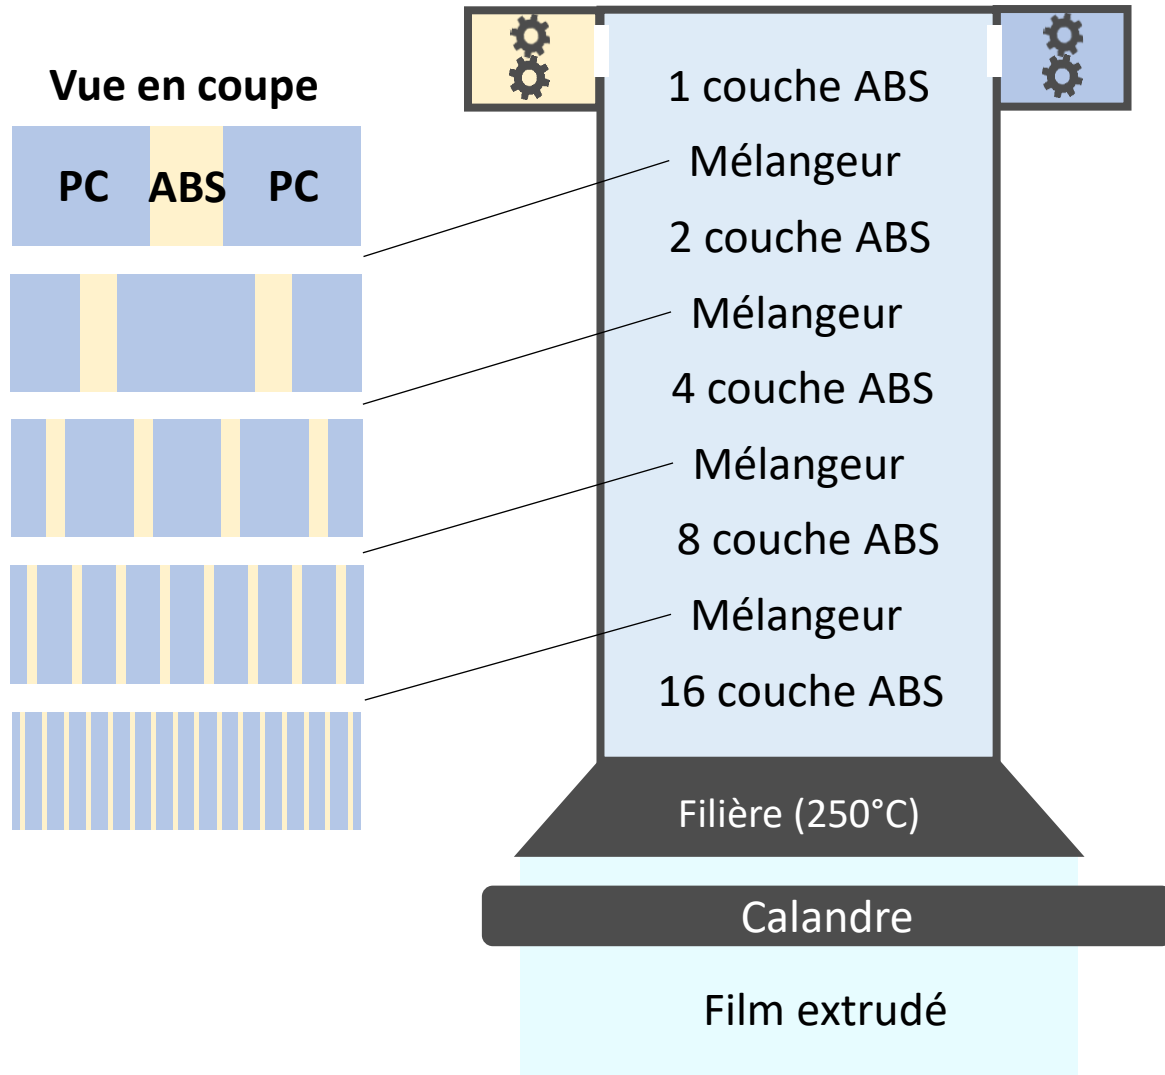 Vue en coupe
PC
ABS
PC
1 couche ABS
Mélangeur
2 couche ABS
Mélangeur
4 couche ABS
Mélangeur
8 couche ABS
Mélangeur
16 couche ABS
Filière (250°C)
Calandre
Film extrudé